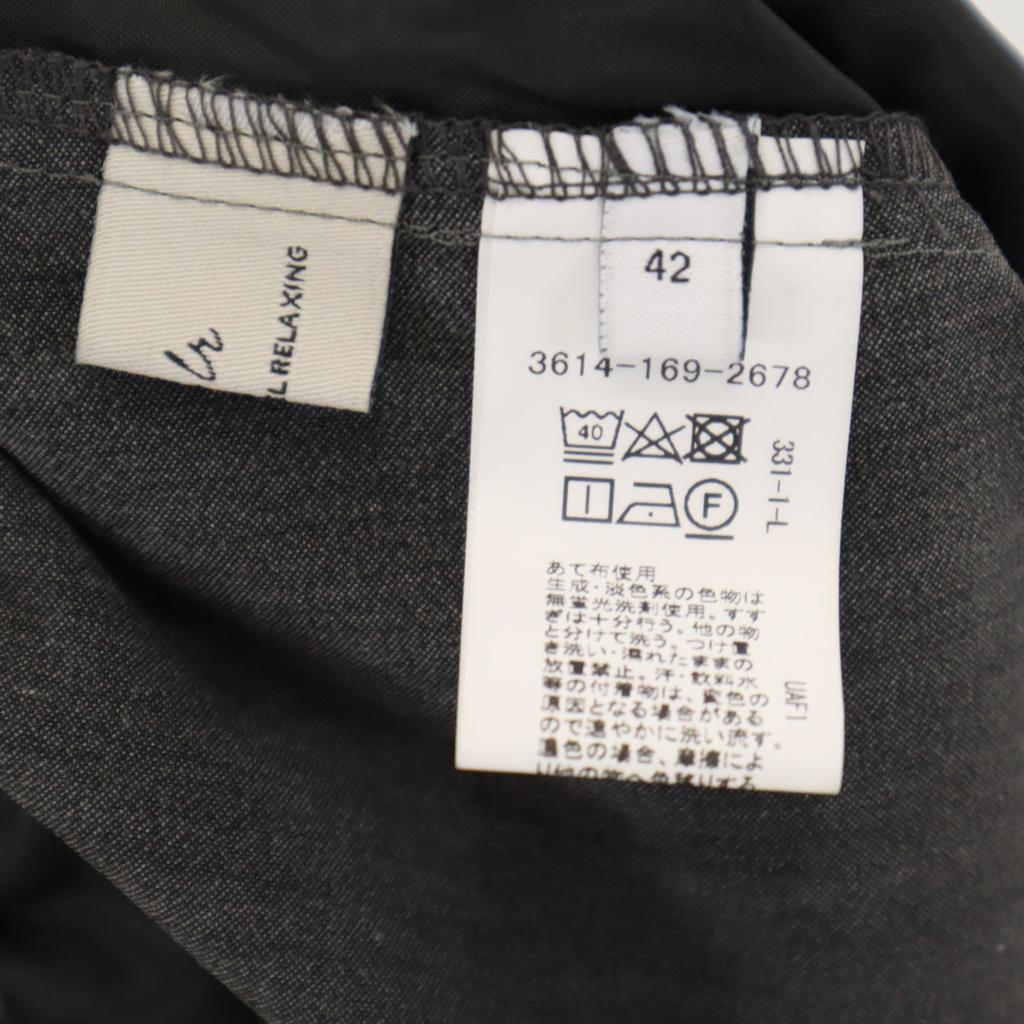 lr
L RELAXING
42
3614-169-2678
40
F
331-1-L
あて布使用
生成・淡色系の色物は
無蛍光洗剤使用。すす
ぎは十分行う。他の物
と分けて洗う。つけ置
き洗い・濡れたままの
放置禁止。汗・飲料水
等の付着物は、変色の
原因となる場合がある
ので速やかに洗い流す。
濃色の場合、摩擦によ
UAF1